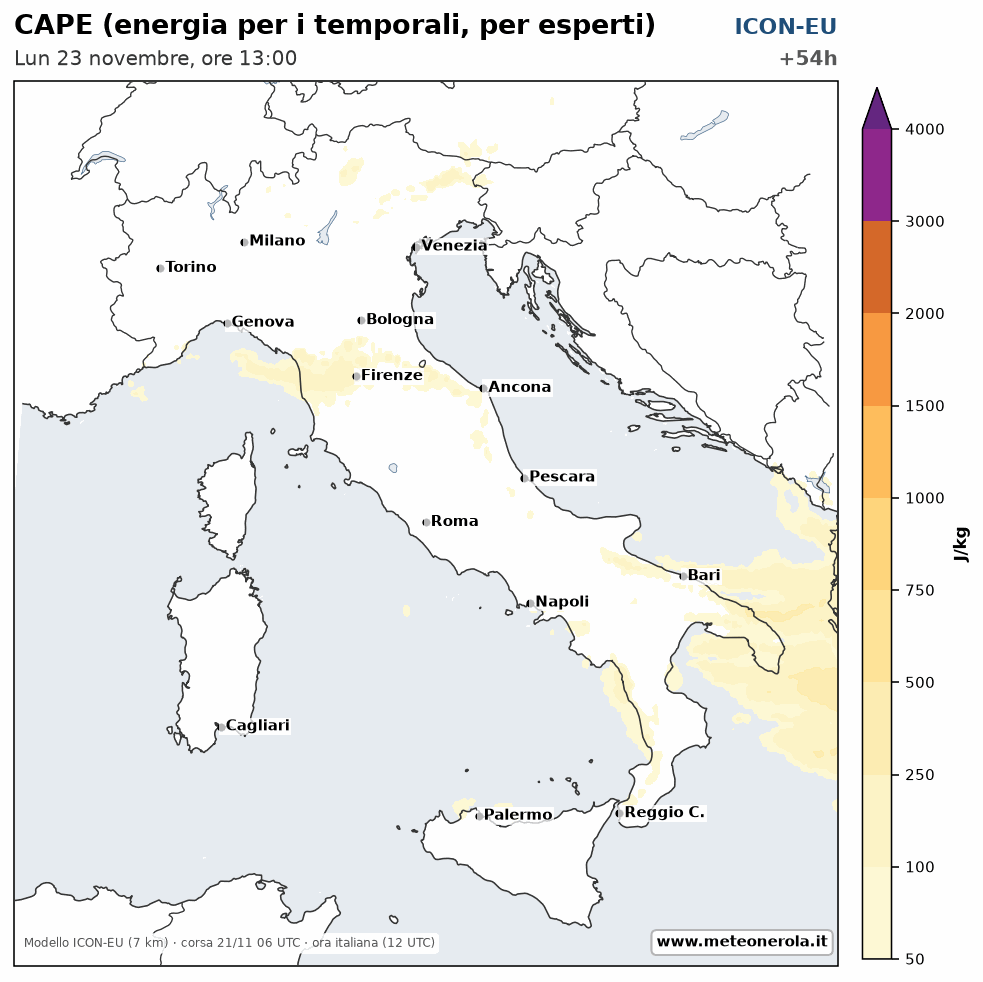 CAPE (energia per i temporali, per esperti)
ICON-EU
Lun 23 novembre, ore 13:00
+54h
4000
3000
2000
1500
1000
750
500
250
100
50
J/kg
Milano
Venezia
Torino
Genova
Bologna
Firenze
Ancona
Pescara
Roma
Bari
Napoli
Cagliari
Palermo
Reggio C.
Modello ICON-EU (7 km) · corsa 21/11 06 UTC · ora italiana (12 UTC)
www.meteonerola.it